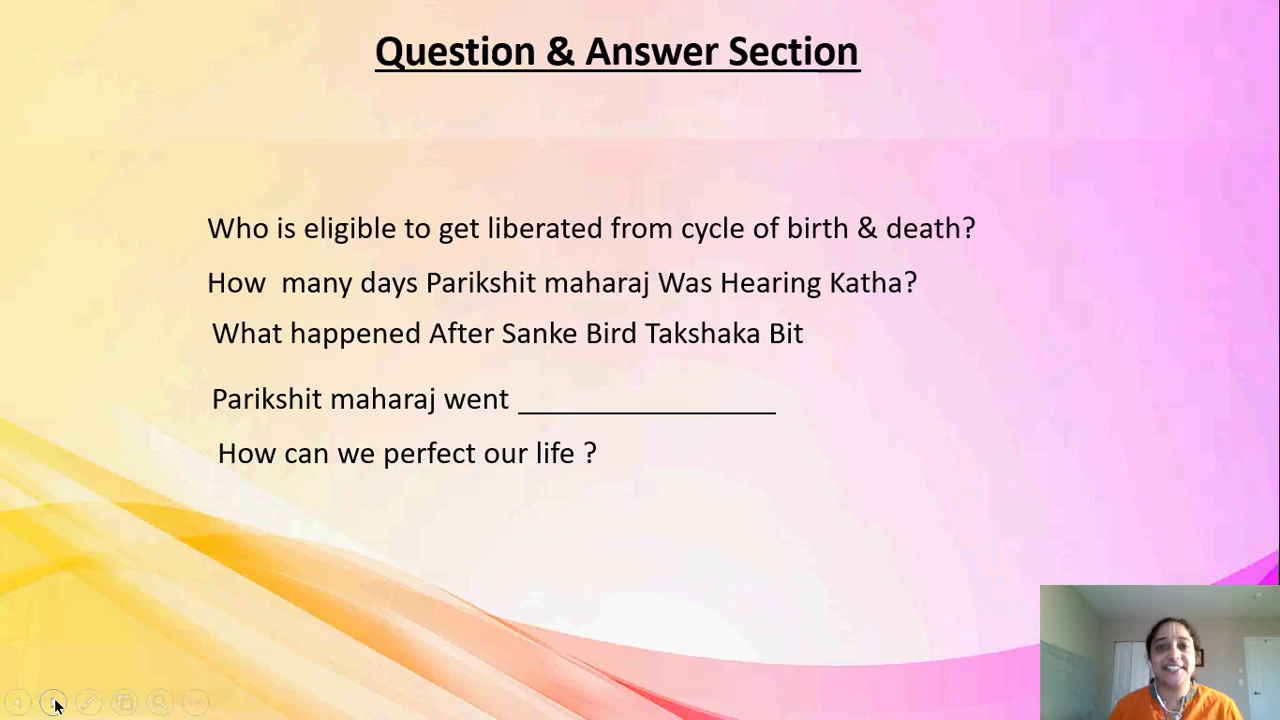 Question & Answer Section
Who is eligible to get liberated from cycle of birth & death?
How many days Parikshit maharaj Was Hearing Katha?
What happened After Sanke Bird Takshaka Bit
Parikshit maharaj went _________________
How can we perfect our life ?